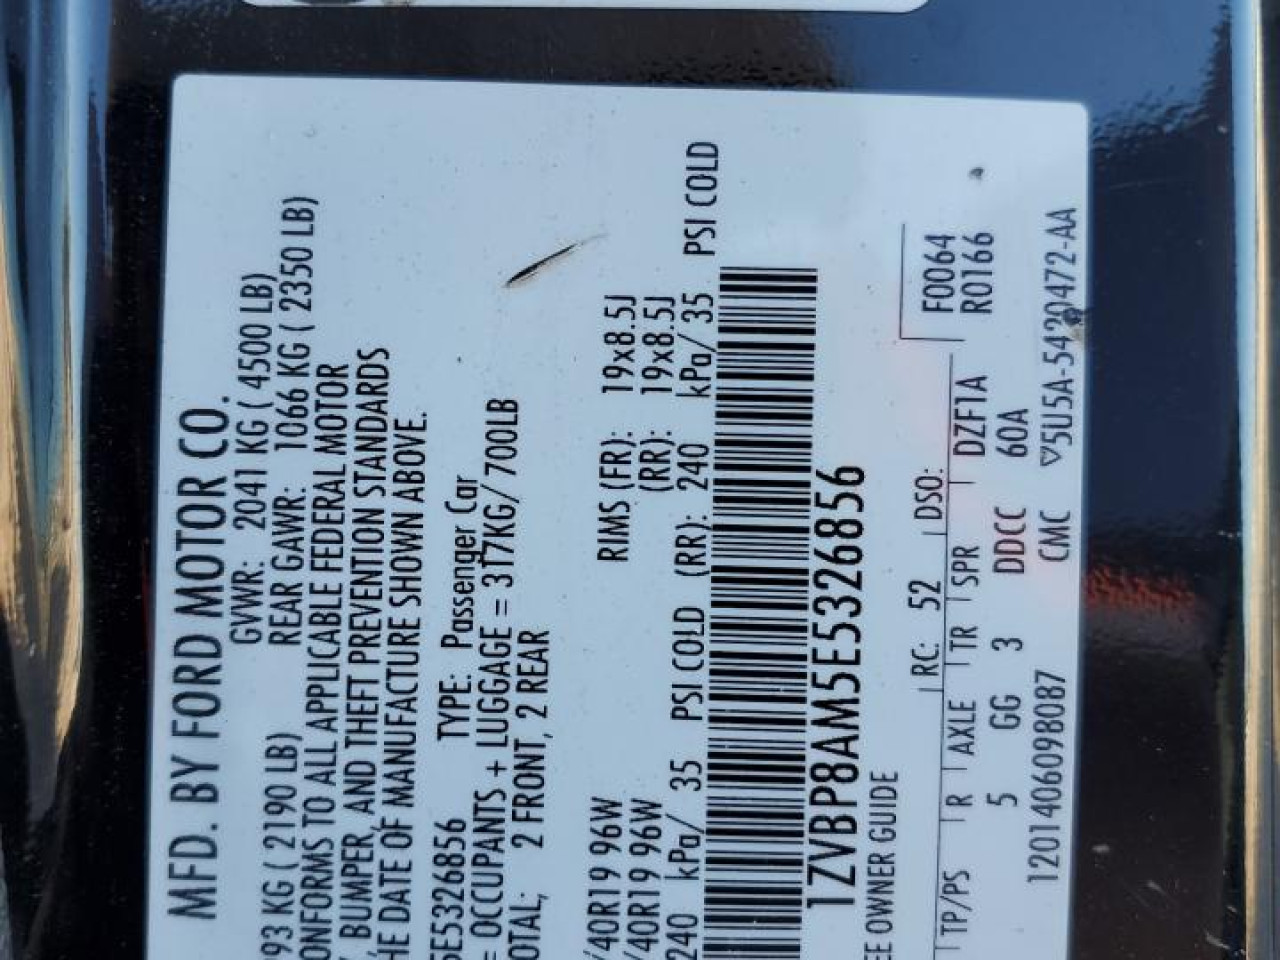 MFD. BY FORD MOTOR CO.
GVWR: 2041 KG ( 4500 LB)
93 KG ( 2190 LB) REAR GAWR: 1066 KG ( 2350 LB)
ONFORMS TO ALL APPLICABLE FEDERAL MOTOR
BUMPER, AND THEFT PREVENTION STANDARDS
HE DATE OF MANUFACTURE SHOWN ABOVE.
5E5326856 TYPE: Passenger Car
= OCCUPANTS + LUGGAGE = 317KG/700LB
OTAL; 2 FRONT, 2 REAR
/40R19 96W RIMS (FR): 19x8.5J
/40R19 96W (RR): 19x8.5J
240 kPa/ 35 PSI COLD (RR): 240 kPa/ 35 PSI COLD
1ZVBP8AM5E5326856
EE OWNER GUIDE
RC: 52 DSO: F0064
TP/PS R AXLE TR SPR DZF1A R0166
5 GG 3 DDCC 60A
120140609B087 CMC ▽5U5A-5420472-AA